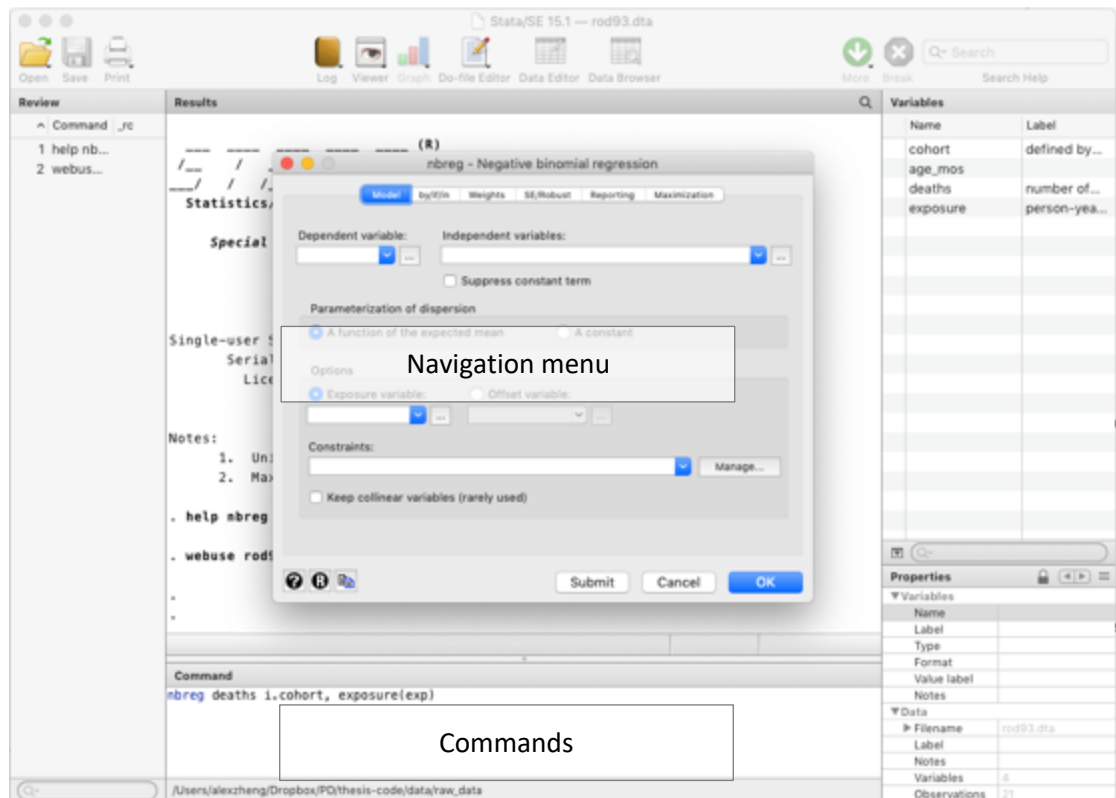 Stata/SE 15.1 — rod93.dta
Open Save Print Log Viewer Graph Do-file Editor Data Editor Data Browser More Break Search
Search Help
Review Results Variables
Command _rc
1 help nb...
2 webus...
(R)
Statistics/
Special
Single-user S
Serial
Lice
Notes:
1. Uni
2. Max
. help nbreg
. webuse rod9
.
.
nbreg - Negative binomial regression
Model by/if/in Weights SE/Robust Reporting Maximization
Dependent variable: Independent variables:
Suppress constant term
Parameterization of dispersion
A function of the expected mean A constant
Navigation menu
Options
Exposure variable: Offset variable:
Constraints:
Manage...
Keep collinear variables (rarely used)
Submit Cancel OK
Name Label
cohort defined by...
age_mos
deaths number of...
exposure person-yea...
Properties
Variables
Name
Label
Type
Format
Value label
Notes
Data
Filename rod93.dta
Label
Notes
Variables 4
Observations 21
Command
nbreg deaths i.cohort, exposure(exp)
Commands
/Users/alexzheng/Dropbox/PD/thesis-code/data/raw_data